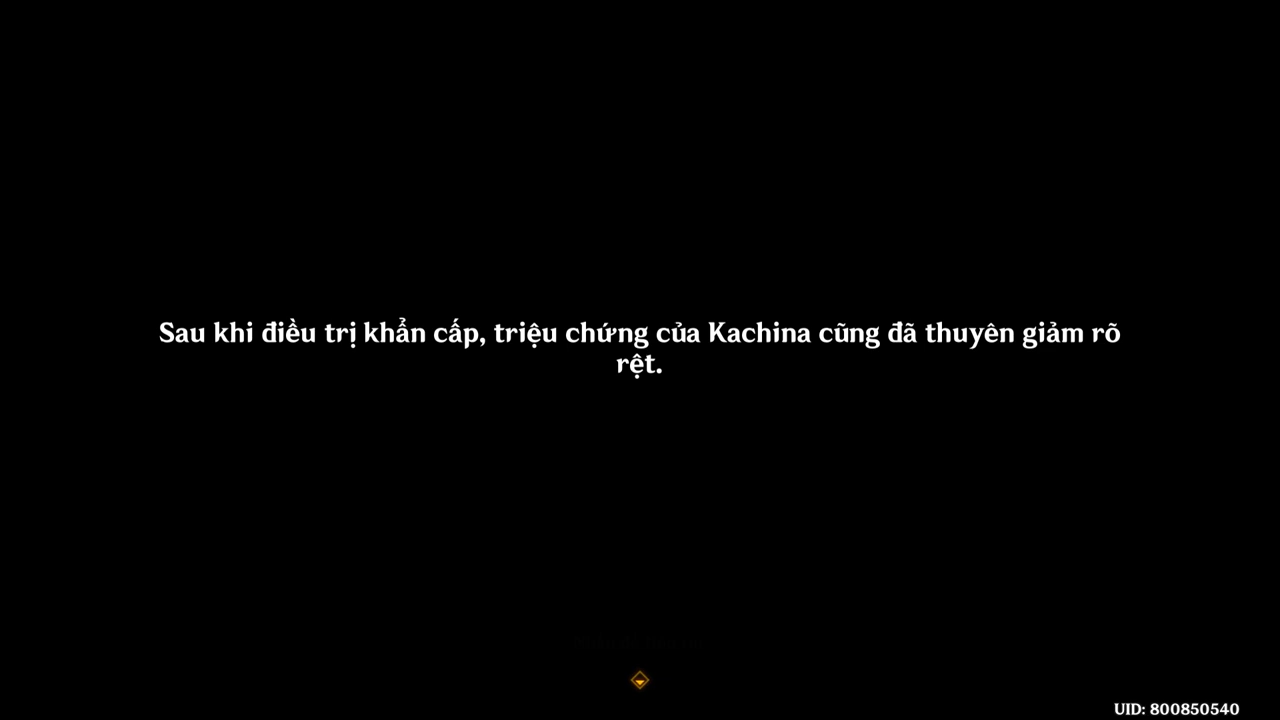 Sau khi điều trị khẩn cấp, triệu chứng của Kachina cũng đã thuyên giảm rõ
rệt.
UID: 800850540